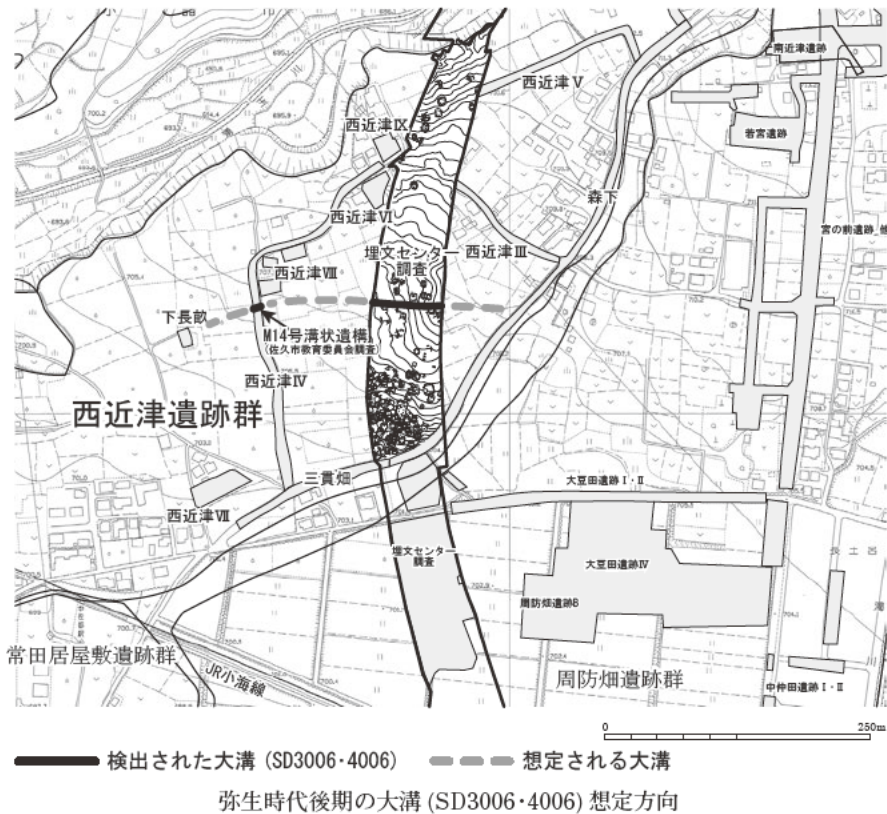 南近津遺跡
西近津Ⅴ
700.2
西近津Ⅸ
若宮遺跡
森下
西近津Ⅵ
宮の前遺跡_他
埋文センター
調査
西近津Ⅲ
西近津Ⅷ
下長畝
M14号溝状遺構
(佐久市教育委員会調査)
西近津Ⅳ
西近津遺跡群
三貫畑
大豆田遺跡Ⅰ・Ⅱ
西近津Ⅶ
埋文センター
調査
大豆田遺跡Ⅳ
周防畑遺跡B
常田居屋敷遺跡群
JR小海線
周防畑遺跡群
中仲田遺跡Ⅰ・Ⅱ
0 250m
検出された大溝 (SD3006・4006) 想定される大溝
弥生時代後期の大溝 (SD3006・4006) 想定方向